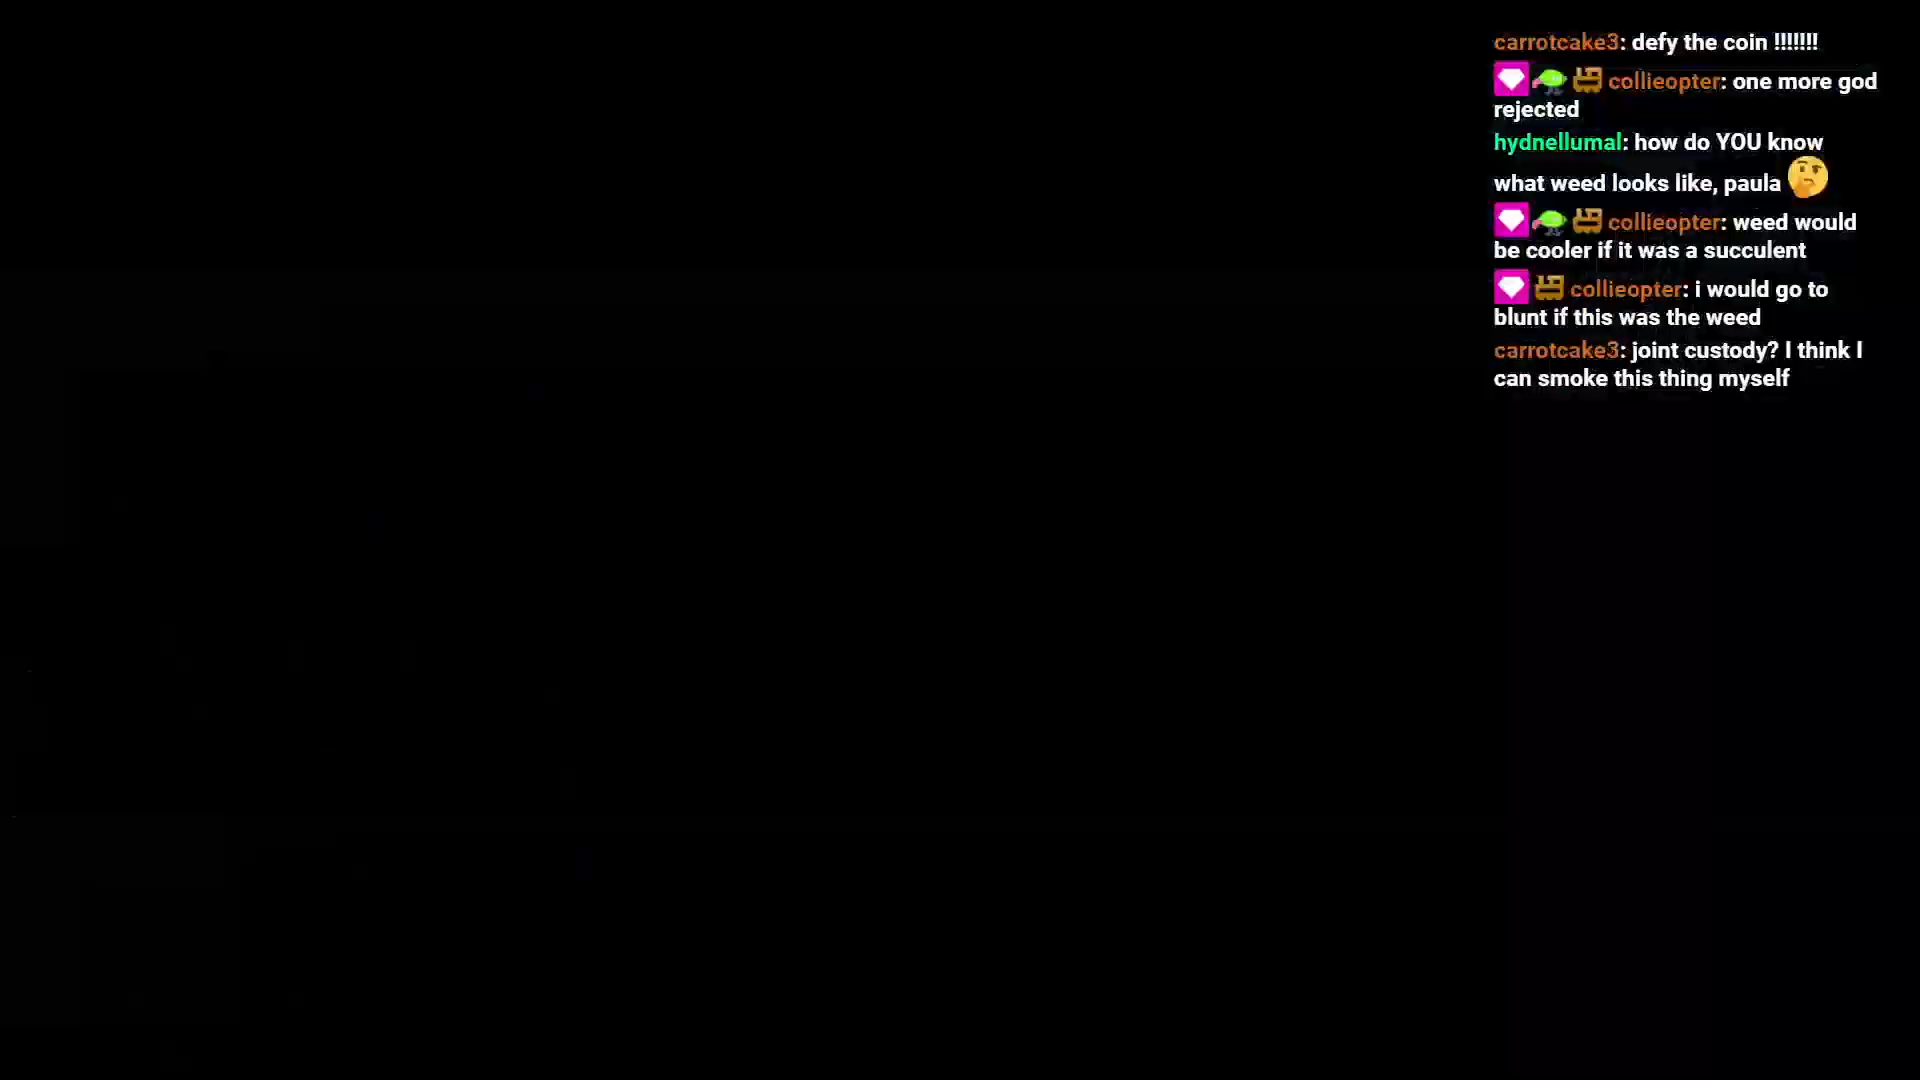 carrotcake3: defy the coin !!!!!!!
collieopter: one more god
rejected
hydnellumal: how do YOU know
what weed looks like, paula 🤔
collieopter: weed would
be cooler if it was a succulent
collieopter: i would go to
blunt if this was the weed
carrotcake3: joint custody? I think I
can smoke this thing myself